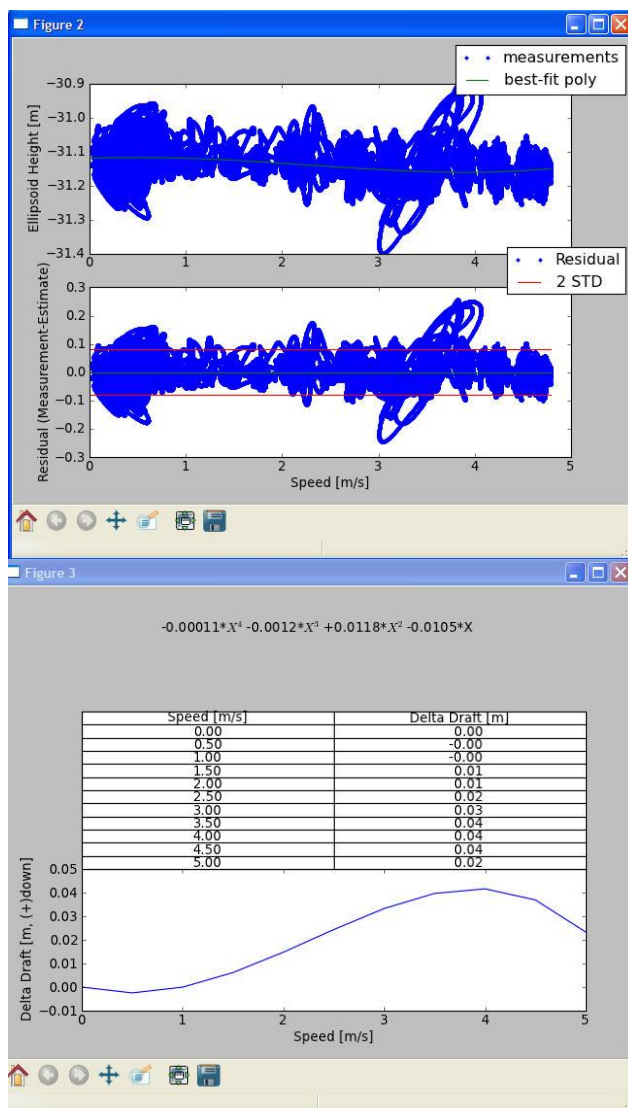 Figure 2
measurements
best-fit poly
Ellipsoid Height [m]
−30.9
−31.0
−31.1
−31.2
−31.3
−31.4
0 1 2 3 4
Residual
2 STD
Residual (Measurement-Estimate)
0.3
0.2
0.1
0.0
−0.1
−0.2
−0.3
0 1 2 3 4 5
Speed [m/s]
Figure 3
-0.00011*X⁴ -0.0012*X³ +0.0118*X² -0.0105*X
Speed [m/s] Delta Draft [m]
0.00 0.00
0.50 -0.00
1.00 -0.00
1.50 0.01
2.00 0.01
2.50 0.02
3.00 0.03
3.50 0.04
4.00 0.04
4.50 0.04
5.00 0.02
Delta Draft [m, (+)down]
0.05
0.04
0.03
0.02
0.01
0.00
−0.01
0 1 2 3 4 5
Speed [m/s]